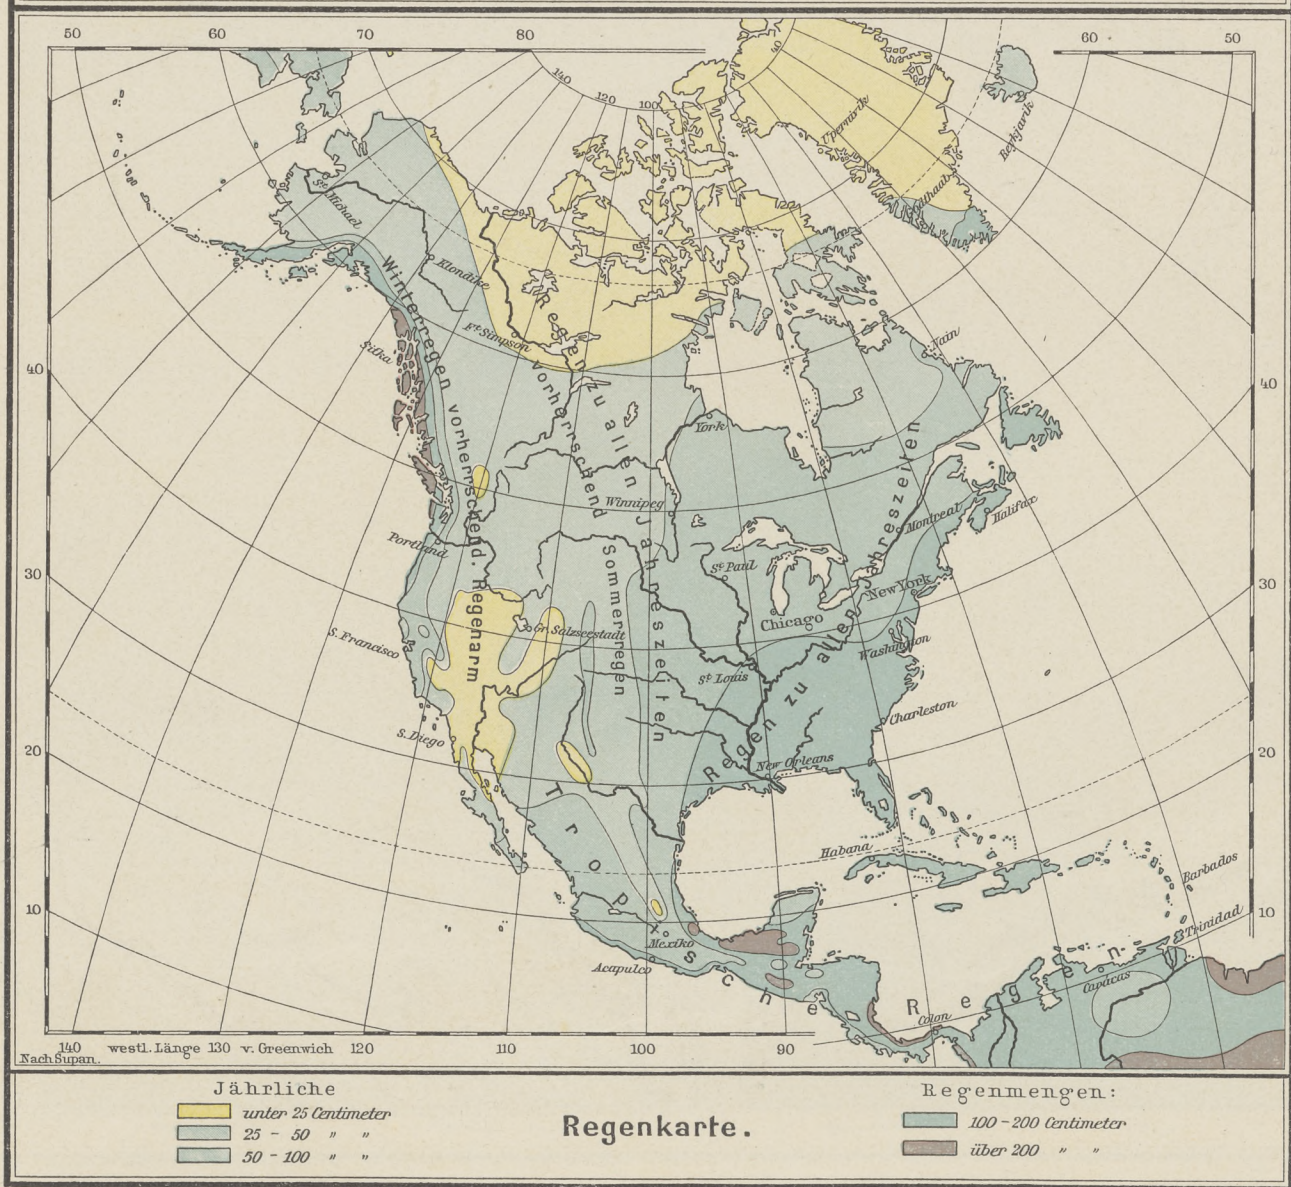 50 60 70 80 60 50
140 120 100 40
Upernivik
Reykjarik
Godthaab
120
St. Michael
Klondike
Ft. Simpson
Sitka
Winterregen vorherrschend.
Regenarm
Regen zu allen Jahreszeiten
vorherrschend
Sommerregen
Nain
York
Winnipeg
Montreal
Halifax
Portland
St. Paul
New York
Chicago
Washington
Gr. Salzseestadt
S. Francisco
St. Louis
Charleston
S. Diego
New Orleans
Regen zu allen Jahreszeiten
Habana
Barbados
Trinidad
Mexiko
Acapulco
Caracas
Colon
Tropische Regen
40 40
30 30
20 20
10 10
140 westl. Länge 130 v. Greenwich 120 110 100 90
Nach Supan.
Jährliche Regenmengen:
unter 25 Centimeter
25 - 50 " "
50 - 100 " "
Regenkarte.
100 - 200 Centimeter
über 200 " "